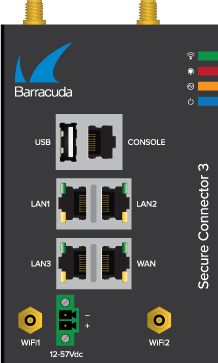 Barracuda
USB
CONSOLE
LAN1
LAN2
LAN3
WAN
Secure Connector 3
WiFi1
WiFi2
–
+
12-57Vdc